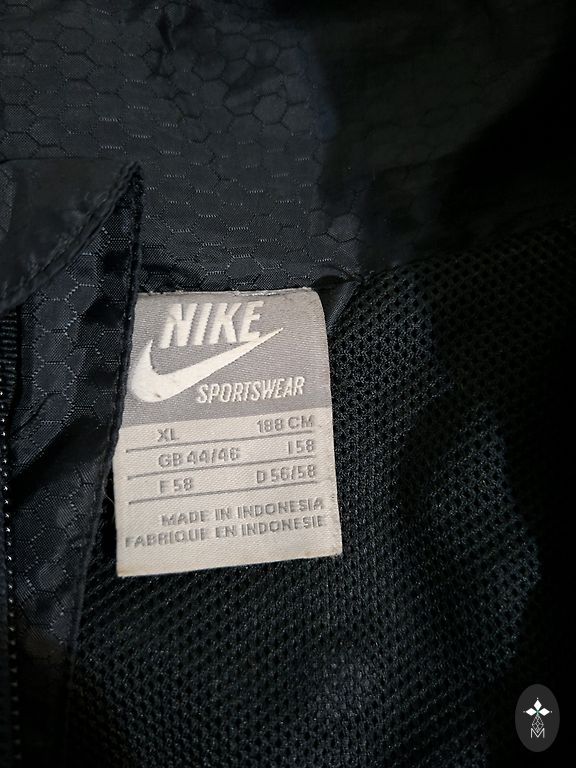 NIKE
SPORTSWEAR
XL 188 CM
GB 44/46 I 58
F 58 D 56/58
MADE IN INDONESIA
FABRIQUE EN INDONESIE
M